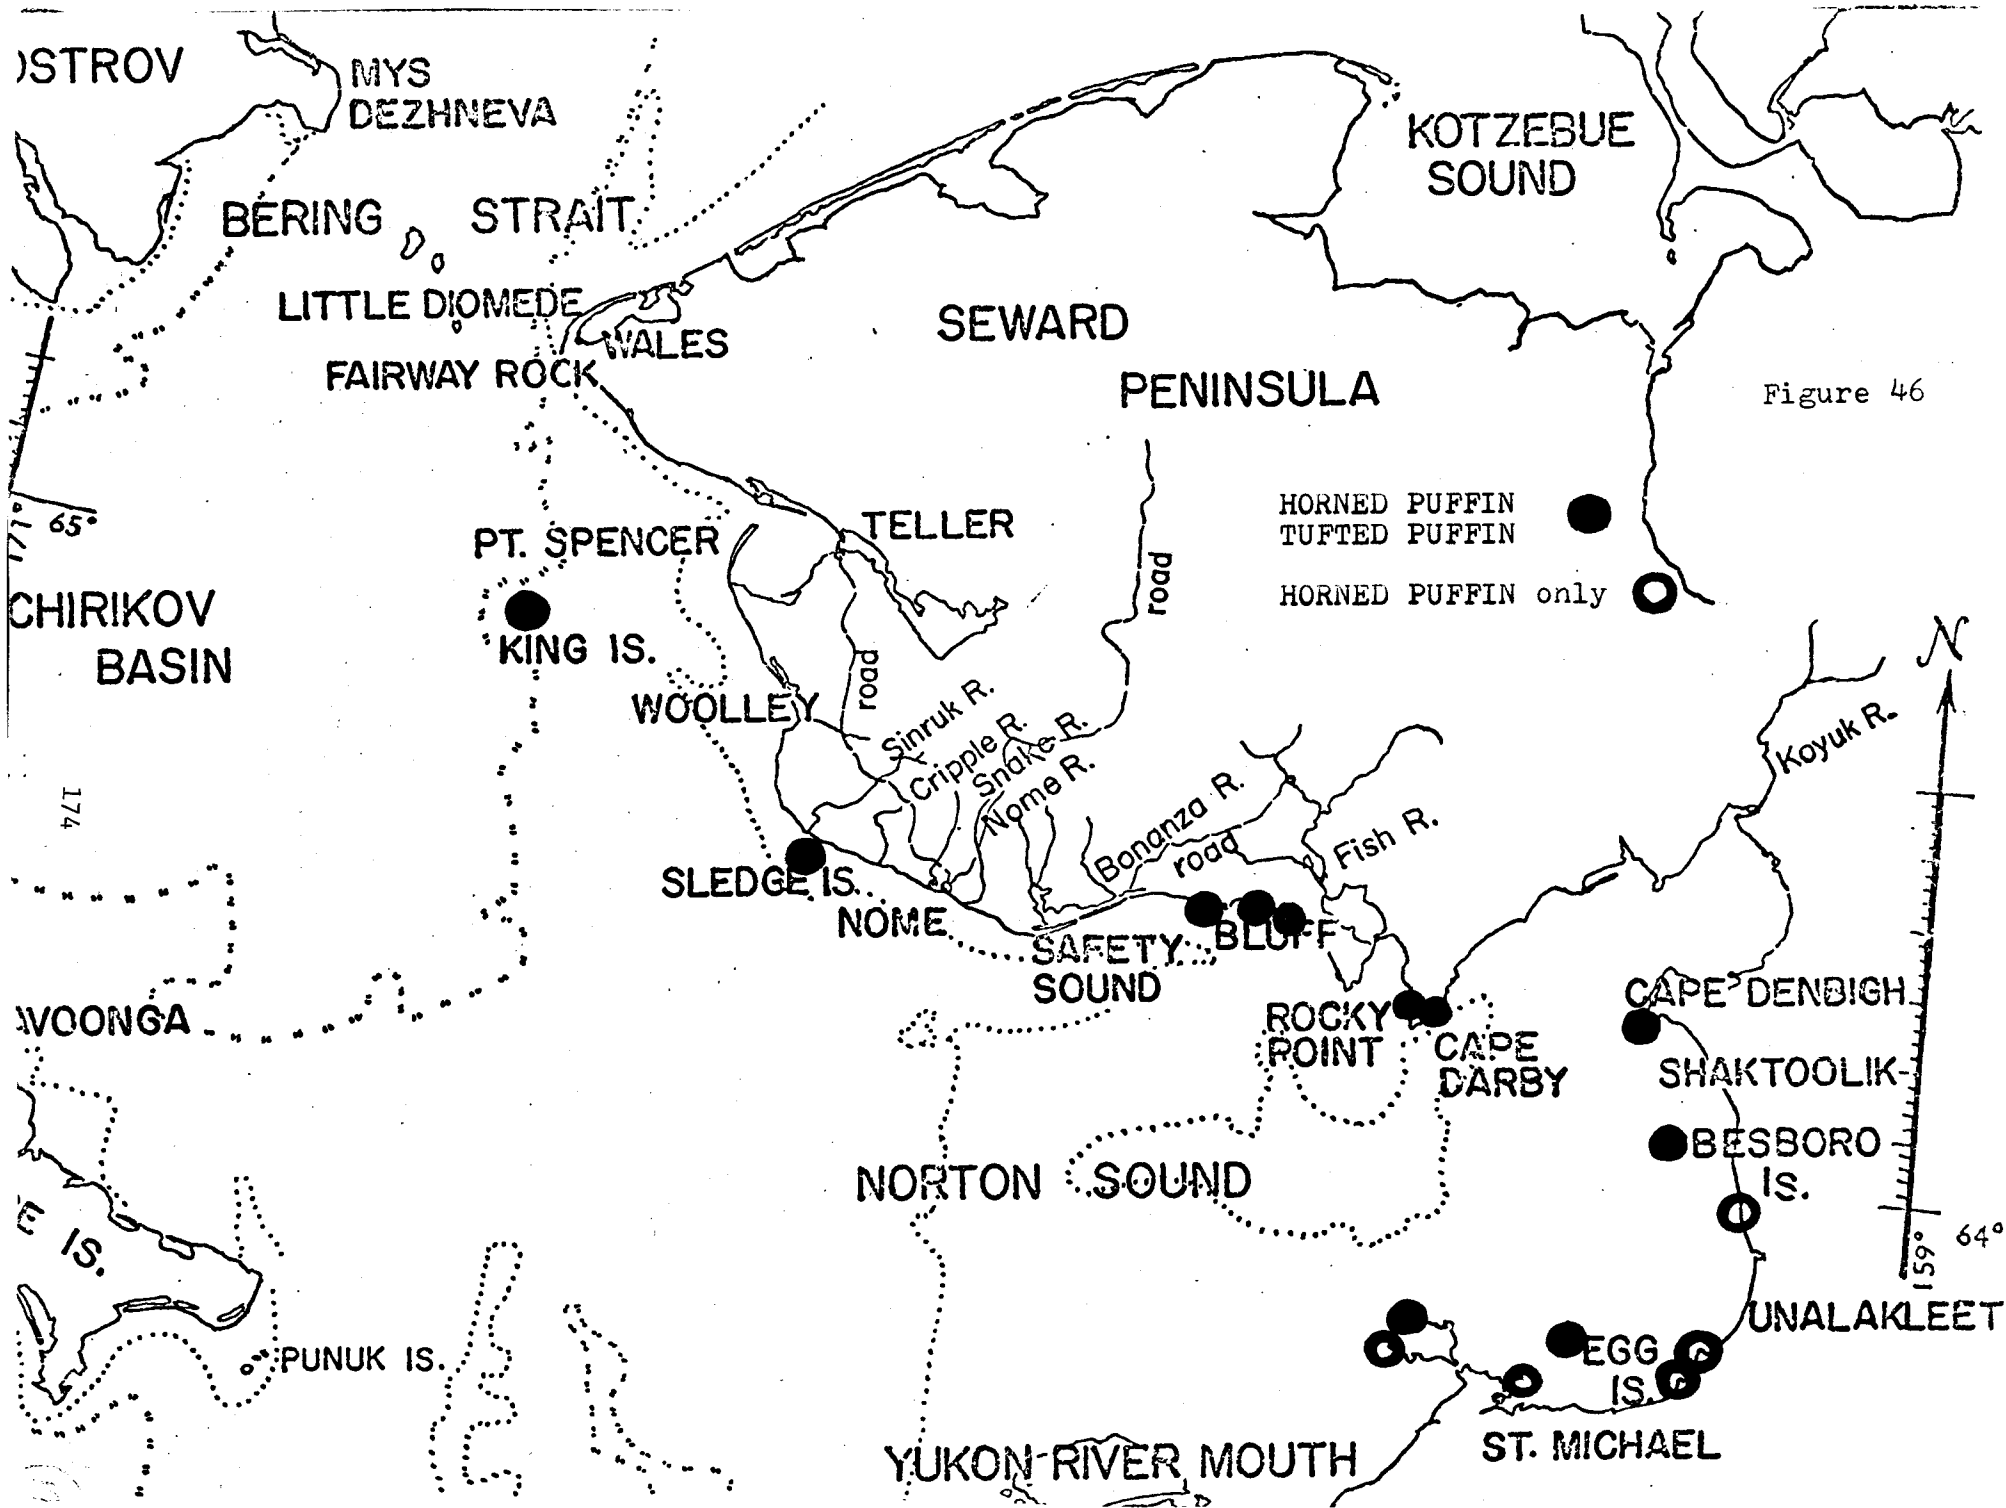 OSTROV
MYS
DEZHNEVA
KOTZEBUE
SOUND
BERING STRAIT
LITTLE DIOMEDE
WALES
FAIRWAY ROCK
SEWARD
PENINSULA
Figure 46
171°
65°
PT. SPENCER
TELLER
HORNED PUFFIN
TUFTED PUFFIN
HORNED PUFFIN only
road
CHIRIKOV
BASIN
KING IS.
N
WOOLLEY
road
Sinruk R.
Cripple R.
Snake R.
Nome R.
Koyuk R.
174
Bonanza R.
road
Fish R.
SLEDGE IS.
NOME
SAFETY
SOUND
BLUFF
ROCKY
POINT
CAPE
DARBY
CAPE DENBIGH
SHAKTOOLIK
VOONGA
NORTON SOUND
BESBORO
IS.
64°
159°
E IS.
UNALAKLEET
PUNUK IS.
EGG
IS.
ST. MICHAEL
YUKON RIVER MOUTH